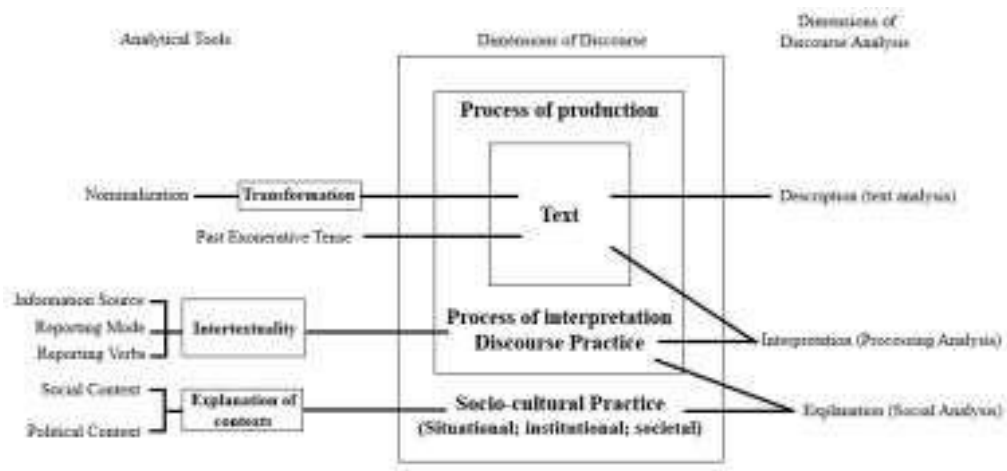 Analytical Tools
Dimensions of Discourse
Dimensions of
Discourse Analysis
Process of production
Nominalization
Transformation
Text
Description (text analysis)
Past Exonerative Tense
Information Source
Reporting Mode
Reporting Verbs
Intertextuality
Process of interpretation
Discourse Practice
Interpretation (Processing Analysis)
Social Context
Political Context
Explanation of
contexts
Socio-cultural Practice
(Situational; institutional; societal)
Explanation (Social Analysis)